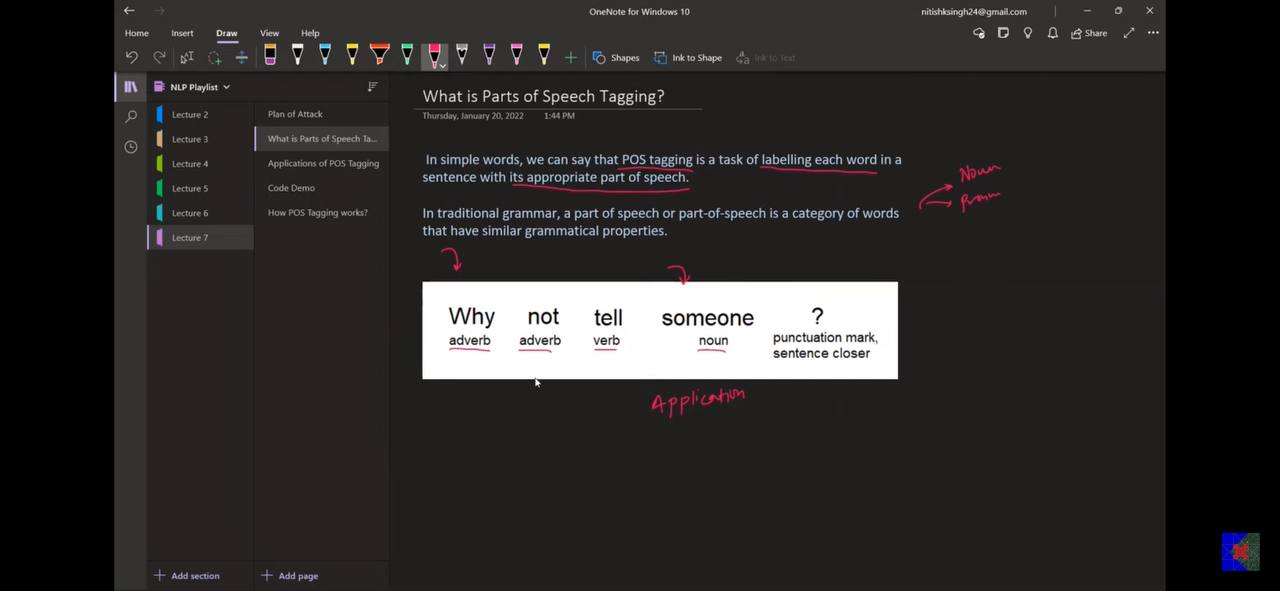 OneNote for Windows 10
nitishksingh24@gmail.com
Home Insert Draw View Help
Share
Shapes Ink to Shape Ink to Text
NLP Playlist
Lecture 2
Lecture 3
Lecture 4
Lecture 5
Lecture 6
Lecture 7
Plan of Attack
What is Parts of Speech Ta...
Applications of POS Tagging
Code Demo
How POS Tagging works?
What is Parts of Speech Tagging?
Thursday, January 20, 2022 1:44 PM
In simple words, we can say that POS tagging is a task of labelling each word in a
sentence with its appropriate part of speech.
Noun
In traditional grammar, a part of speech or part-of-speech is a category of words
that have similar grammatical properties.
Why not tell someone ?
adverb adverb verb noun punctuation mark,
sentence closer
Application
Add section
Add page